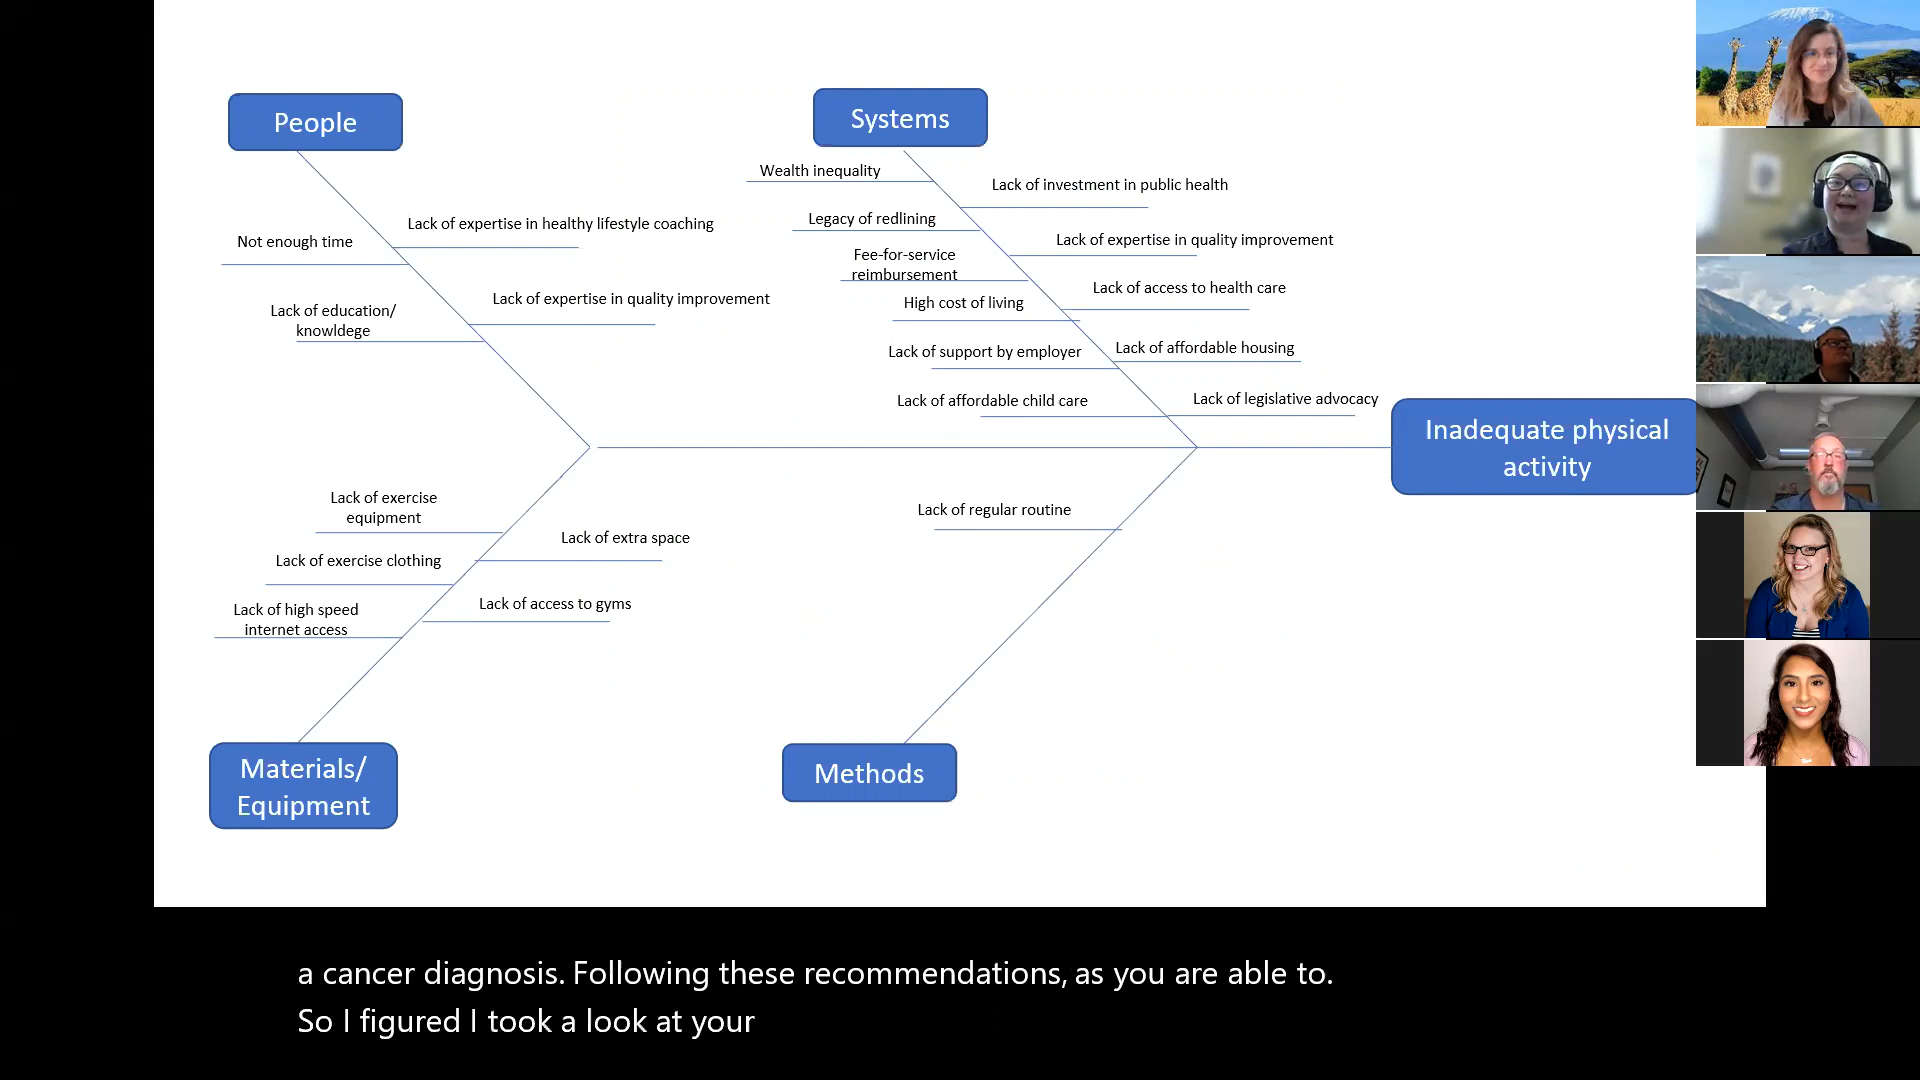 People
Systems
Wealth inequality
Lack of investment in public health
Legacy of redlining
Lack of expertise in healthy lifestyle coaching
Not enough time
Lack of expertise in quality improvement
Fee-for-service
reimbursement
Lack of access to health care
High cost of living
Lack of expertise in quality improvement
Lack of education/
knowldege
Lack of support by employer
Lack of affordable housing
Lack of affordable child care
Lack of legislative advocacy
Inadequate physical
activity
Lack of exercise
equipment
Lack of regular routine
Lack of extra space
Lack of exercise clothing
Lack of access to gyms
Lack of high speed
internet access
Materials/
Equipment
Methods
a cancer diagnosis. Following these recommendations, as you are able to.
So I figured I took a look at your